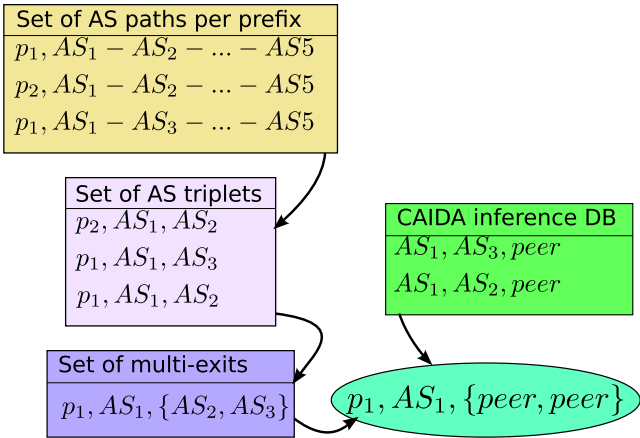 Set of AS paths per prefix
p₁, AS₁ − AS₂ − ... − AS5
p₂, AS₁ − AS₂ − ... − AS5
p₁, AS₁ − AS₃ − ... − AS5
Set of AS triplets
p₂, AS₁, AS₂
p₁, AS₁, AS₃
p₁, AS₁, AS₂
CAIDA inference DB
AS₁, AS₃, peer
AS₁, AS₂, peer
Set of multi-exits
p₁, AS₁, {AS₂, AS₃}
p₁, AS₁, {peer, peer}